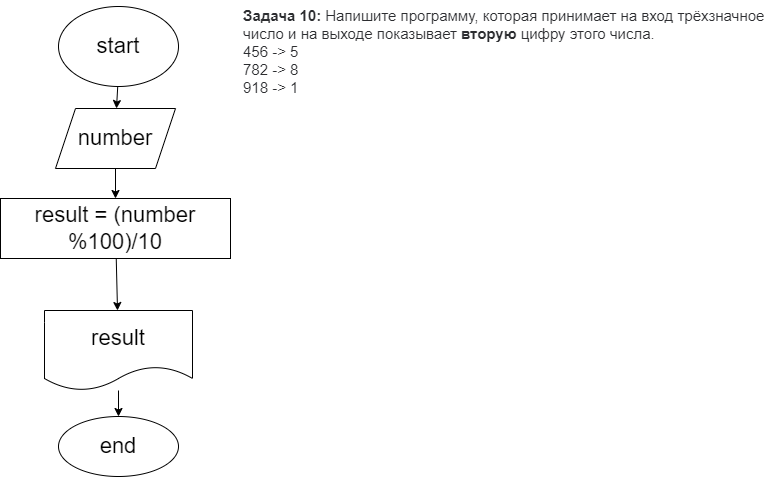 start
number
result = (number
%100)/10
result
end
Задача 10: Напишите программу, которая принимает на вход трёхзначное
число и на выходе показывает вторую цифру этого числа.
456 -> 5
782 -> 8
918 -> 1